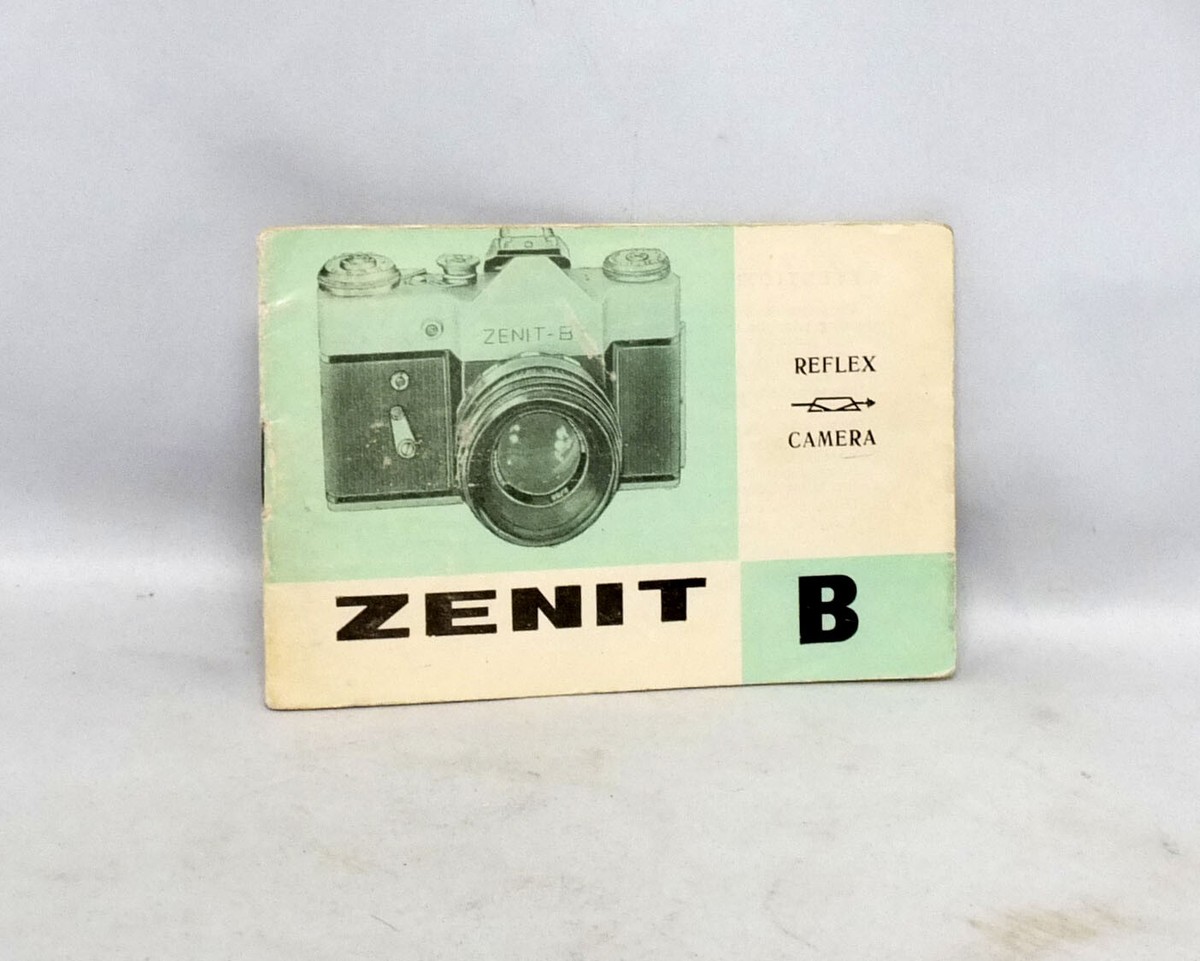 ZENIT-B
REFLEX
CAMERA
ZENIT B